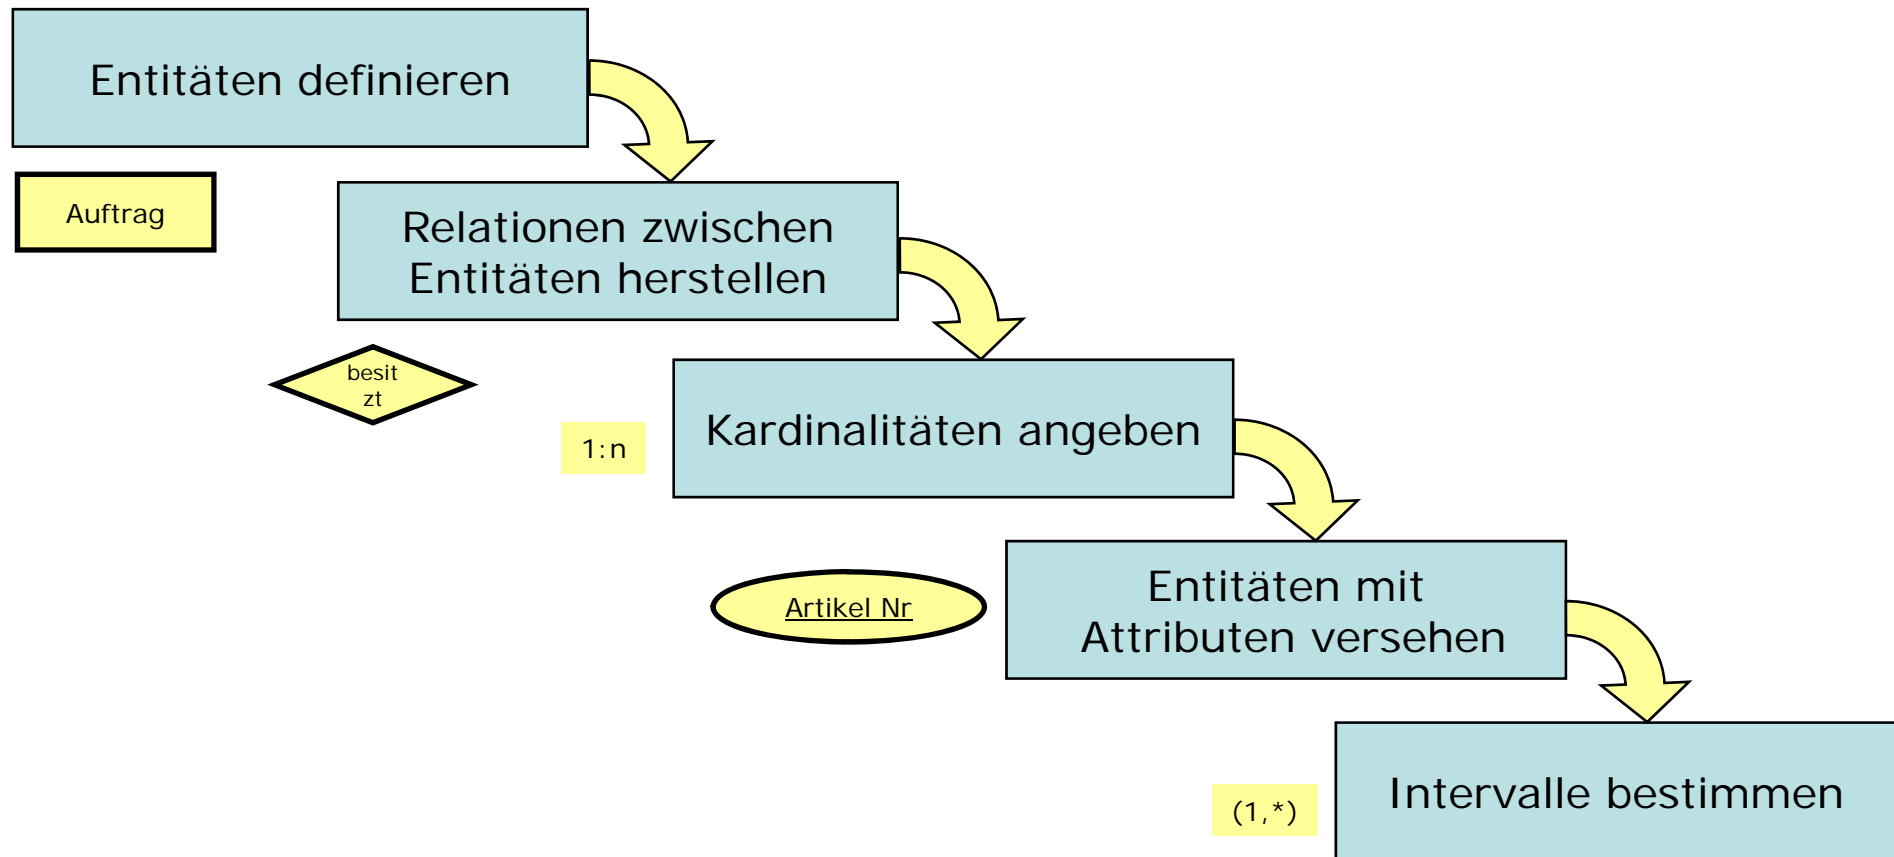 Entitäten definieren
Auftrag
Relationen zwischen
Entitäten herstellen
besit
zt
1:n
Kardinalitäten angeben
Artikel Nr
Entitäten mit
Attributen versehen
(1,*)
Intervalle bestimmen